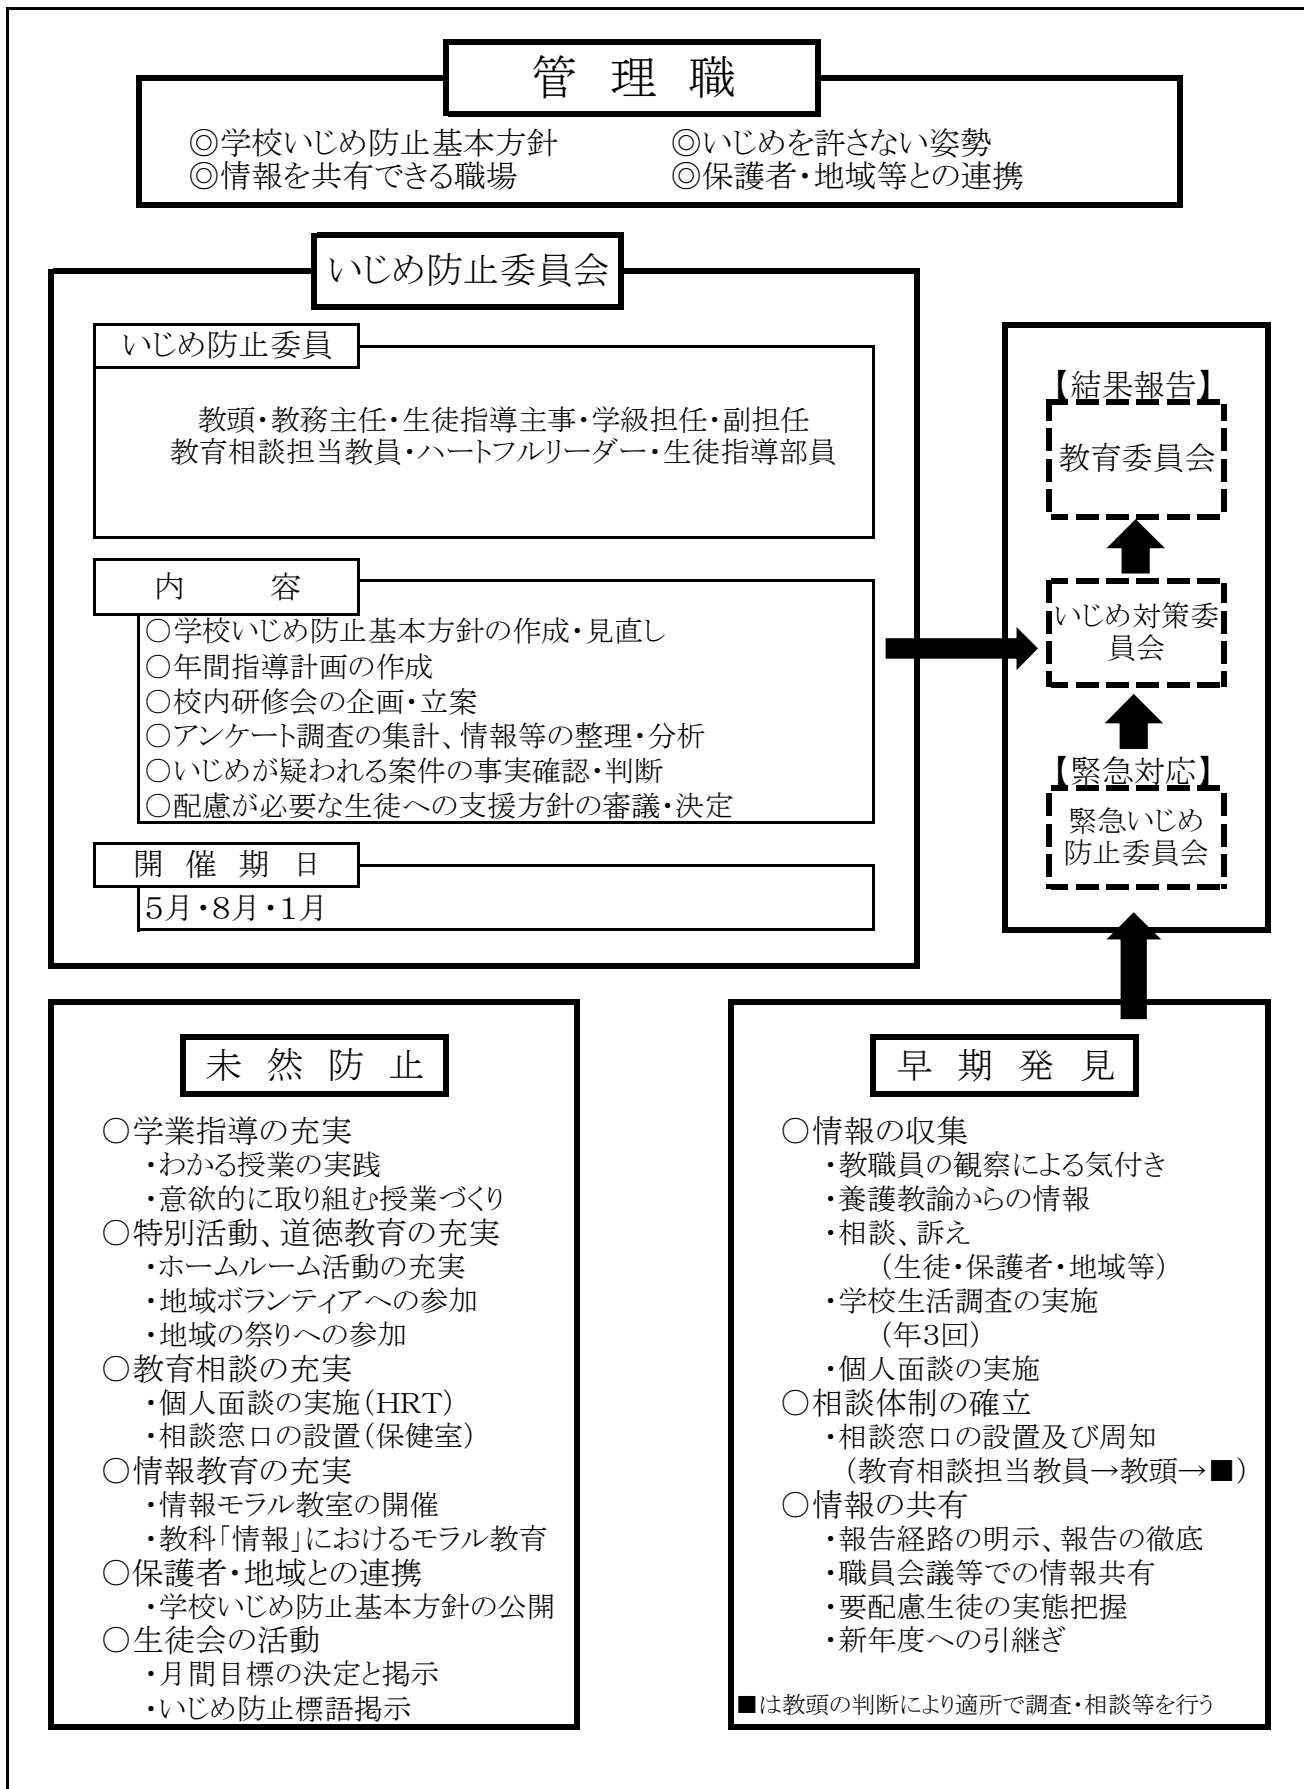 管 理 職
◎学校いじめ防止基本方針 ◎いじめを許さない姿勢
◎情報を共有できる職場 ◎保護者・地域等との連携
いじめ防止委員会
いじめ防止委員
教頭・教務主任・生徒指導主事・学級担任・副担任
教育相談担当教員・ハートフルリーダー・生徒指導部員
内 容
○学校いじめ防止基本方針の作成・見直し
○年間指導計画の作成
○校内研修会の企画・立案
○アンケート調査の集計、情報等の整理・分析
○いじめが疑われる案件の事実確認・判断
○配慮が必要な生徒への支援方針の審議・決定
開 催 期 日
5月・8月・1月
【結果報告】
教育委員会
いじめ対策委
員会
【緊急対応】
緊急いじめ
防止委員会
未 然 防 止
○学業指導の充実
・わかる授業の実践
・意欲的に取り組む授業づくり
○特別活動、道徳教育の充実
・ホームルーム活動の充実
・地域ボランティアへの参加
・地域の祭りへの参加
○教育相談の充実
・個人面談の実施(HRT)
・相談窓口の設置(保健室)
○情報教育の充実
・情報モラル教室の開催
・教科「情報」におけるモラル教育
○保護者・地域との連携
・学校いじめ防止基本方針の公開
○生徒会の活動
・月間目標の決定と掲示
・いじめ防止標語掲示
早 期 発 見
○情報の収集
・教職員の観察による気付き
・養護教諭からの情報
・相談、訴え
(生徒・保護者・地域等)
・学校生活調査の実施
(年3回)
・個人面談の実施
○相談体制の確立
・相談窓口の設置及び周知
(教育相談担当教員→教頭→■)
○情報の共有
・報告経路の明示、報告の徹底
・職員会議等での情報共有
・要配慮生徒の実態把握
・新年度への引継ぎ
■は教頭の判断により適所で調査・相談等を行う